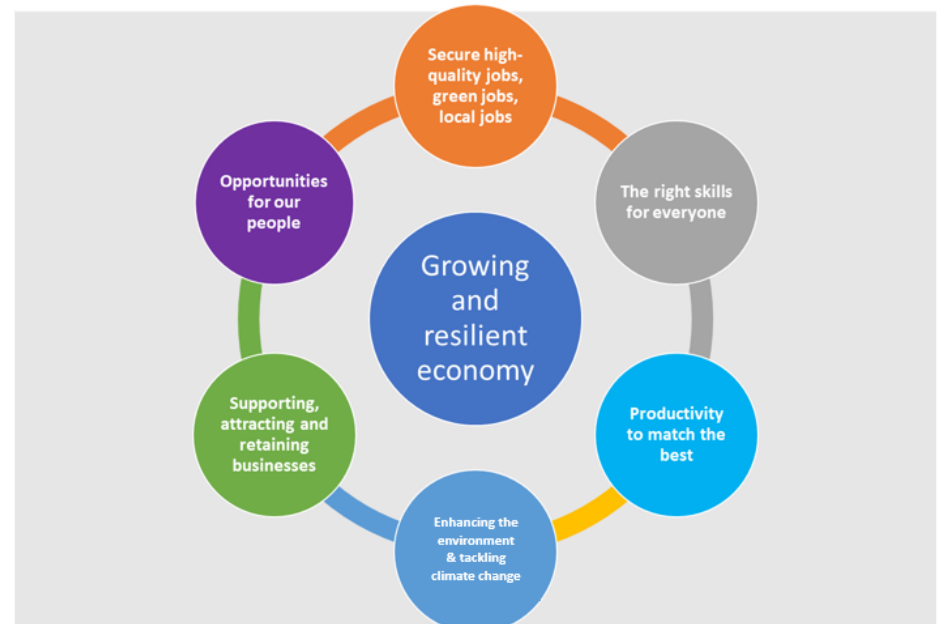 Secure high-
quality jobs,
green jobs,
local jobs
The right skills
for everyone
Productivity
to match the
best
Enhancing the
environment
& tackling
climate change
Supporting,
attracting and
retaining
businesses
Opportunities
for our
people
Growing
and
resilient
economy